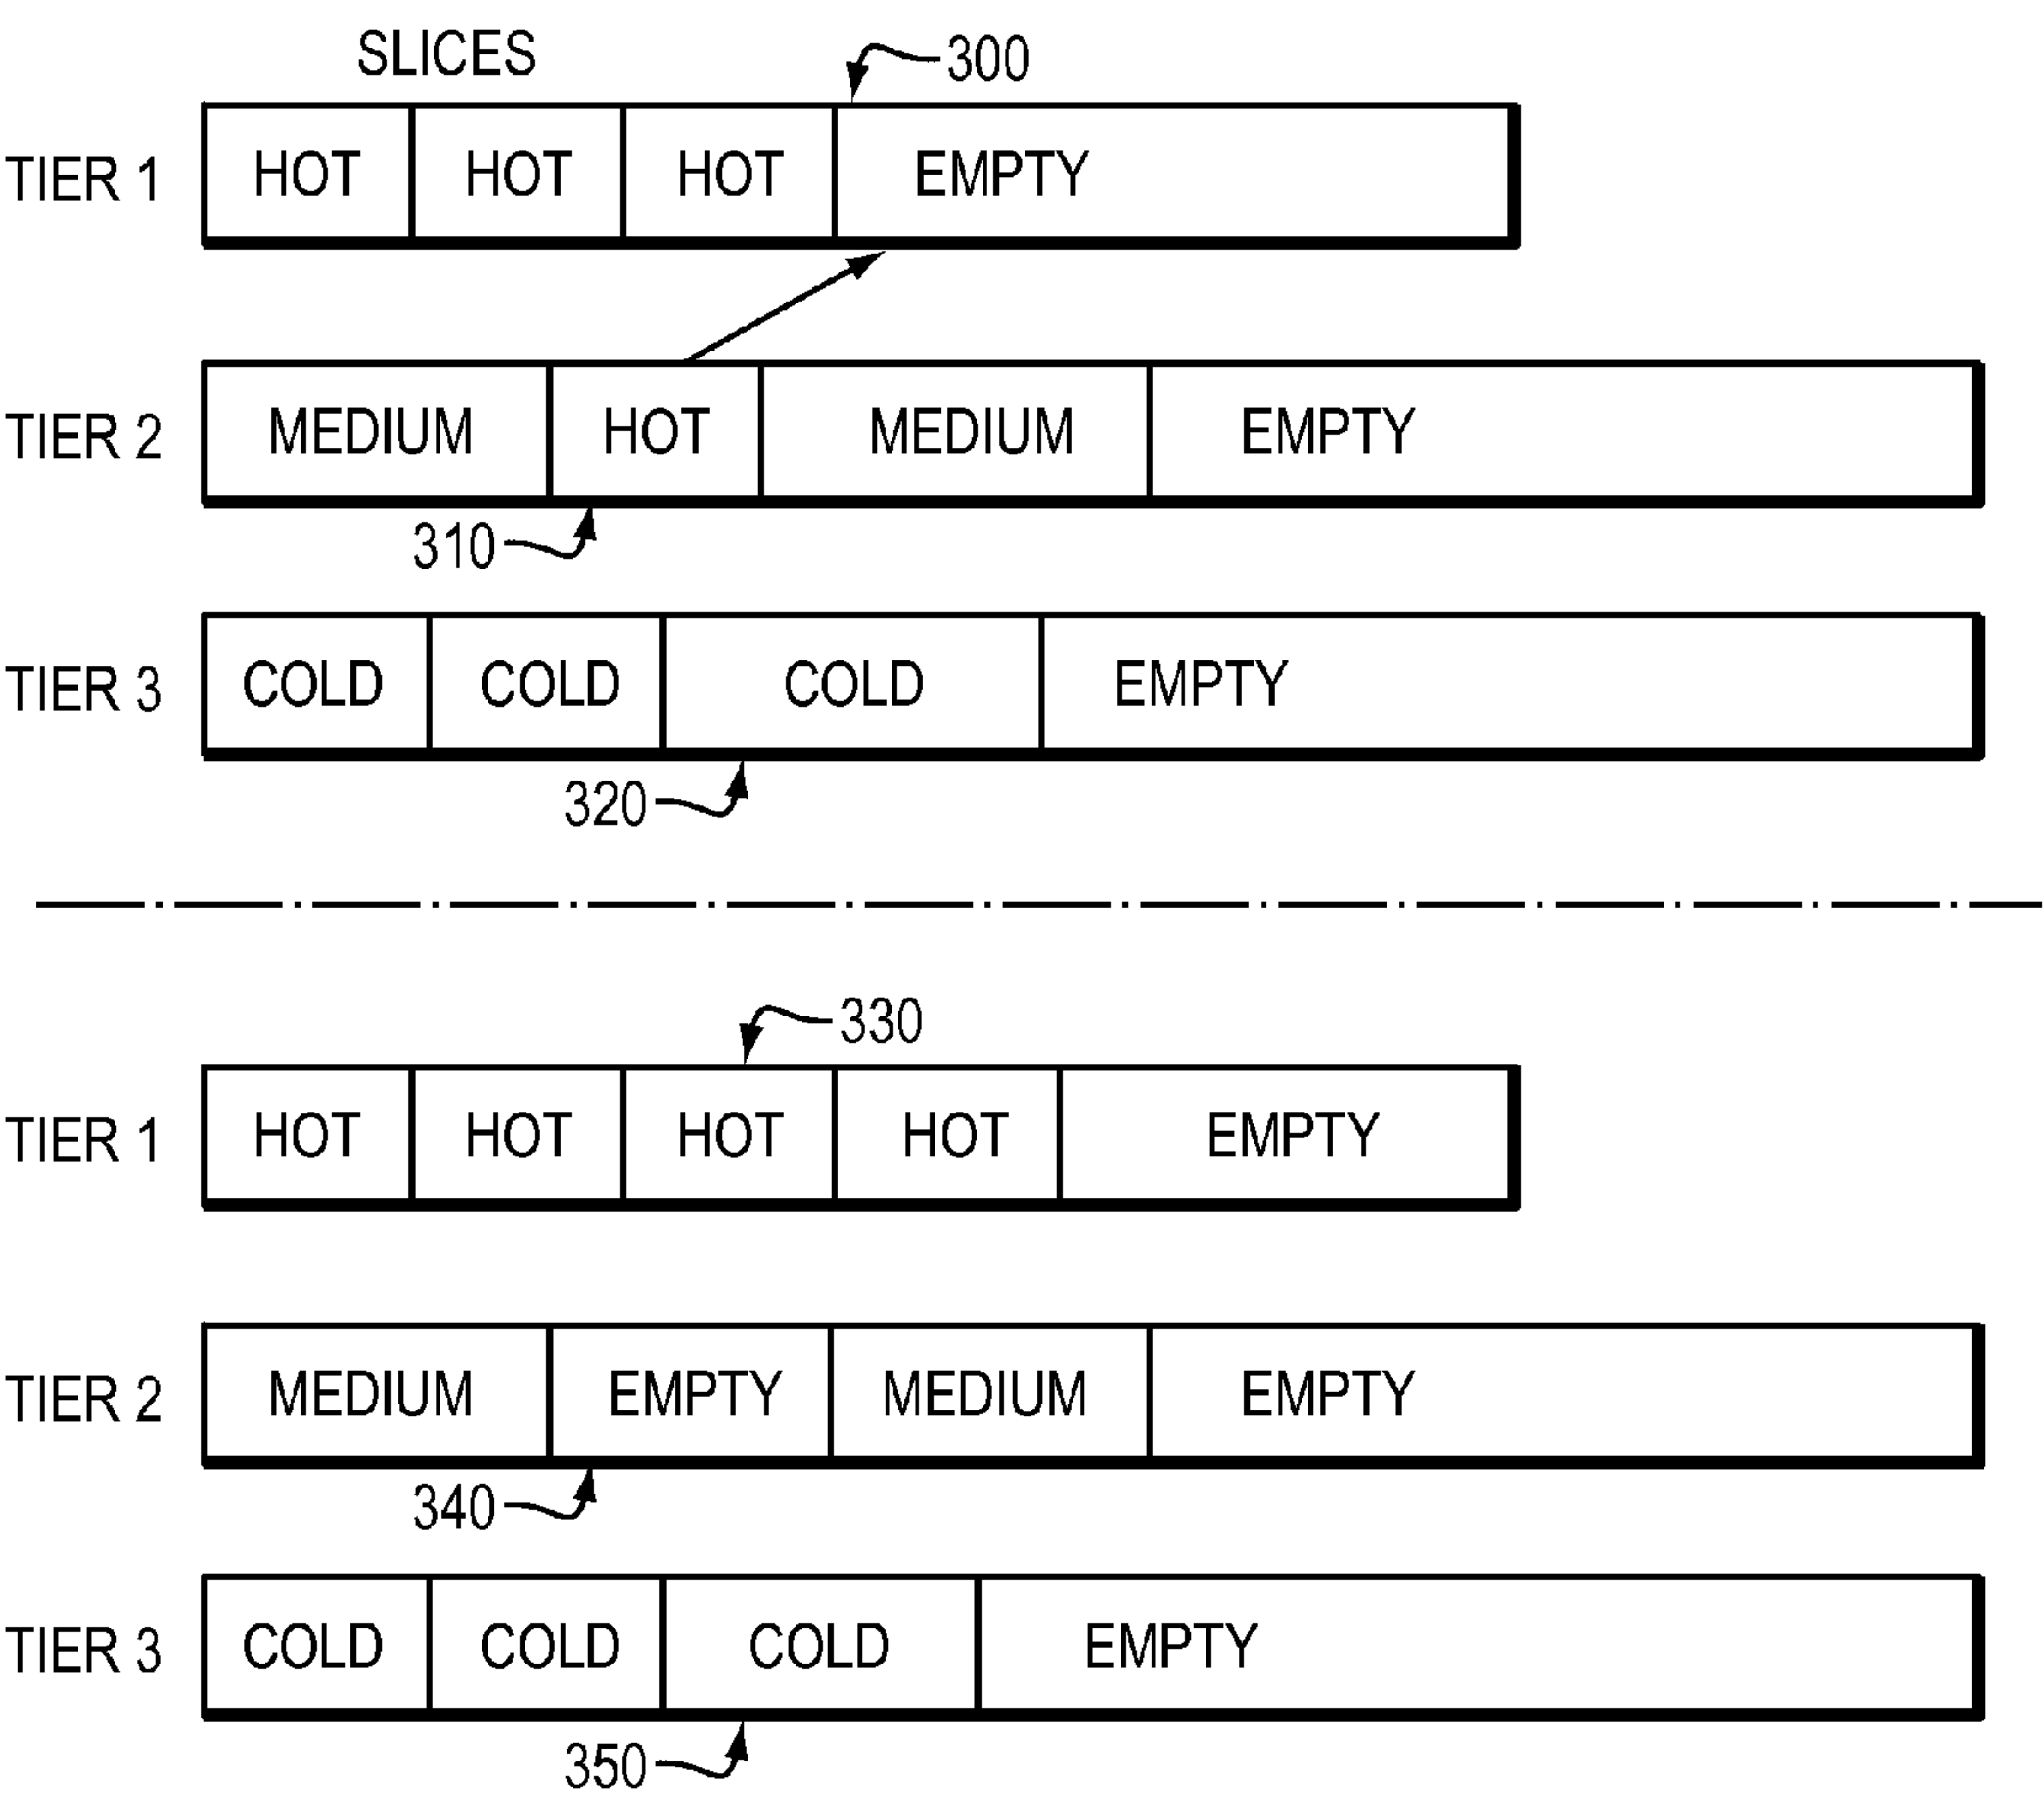 SLICES
300
TIER 1 HOT HOT HOT EMPTY
TIER 2 MEDIUM HOT MEDIUM EMPTY
310
TIER 3 COLD COLD COLD EMPTY
320
330
TIER 1 HOT HOT HOT HOT EMPTY
TIER 2 MEDIUM EMPTY MEDIUM EMPTY
340
TIER 3 COLD COLD COLD EMPTY
350